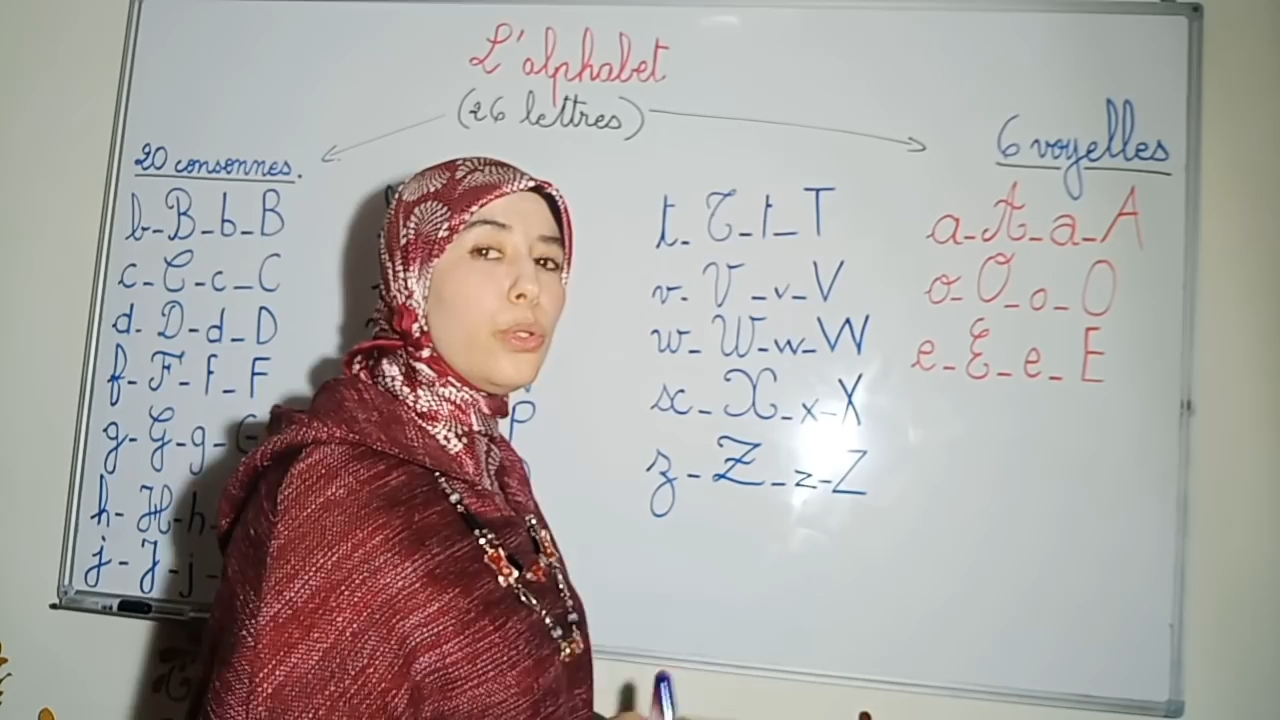 L'alphabet
(26 lettres)
20 consonnes.
b-B-b-B
c-C-c-C
d-D-d-D
f-F-f-F
g-G-g-G
h-H-h-
j-J-j-
P
t-T-t-T
v-V-v-V
w-W-w-W
x-X-x-X
z-Z-z-Z
6 voyelles
a-A-a-A
o-O-o-O
e-E-e-E